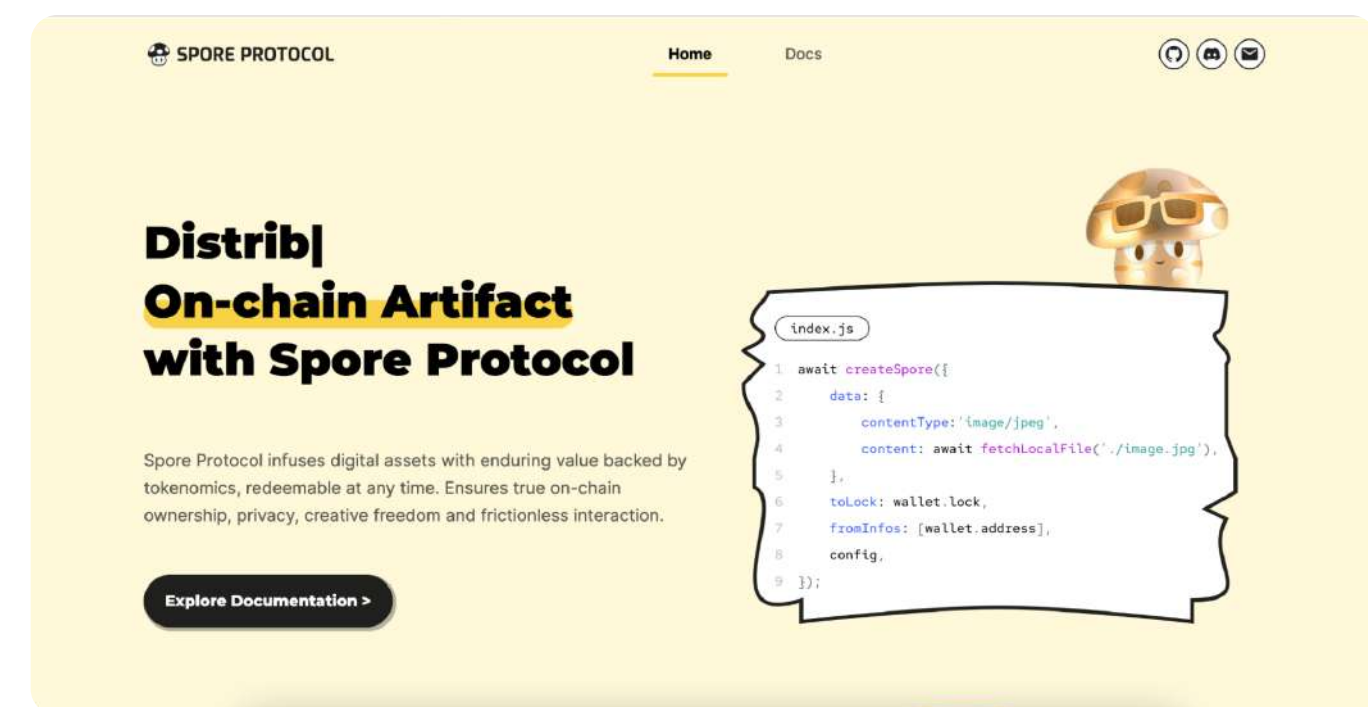 SPORE PROTOCOL
Home
Docs
Distrib|
On-chain Artifact
with Spore Protocol
Spore Protocol infuses digital assets with enduring value backed by
tokenomics, redeemable at any time. Ensures true on-chain
ownership, privacy, creative freedom and frictionless interaction.
Explore Documentation >
index.js
1 await createSpore({
2 data: {
3 contentType:'image/jpeg',
4 content: await fetchLocalFile('./image.jpg'),
5 },
6 toLock: wallet.lock,
7 fromInfos: [wallet.address],
8 config,
9 });